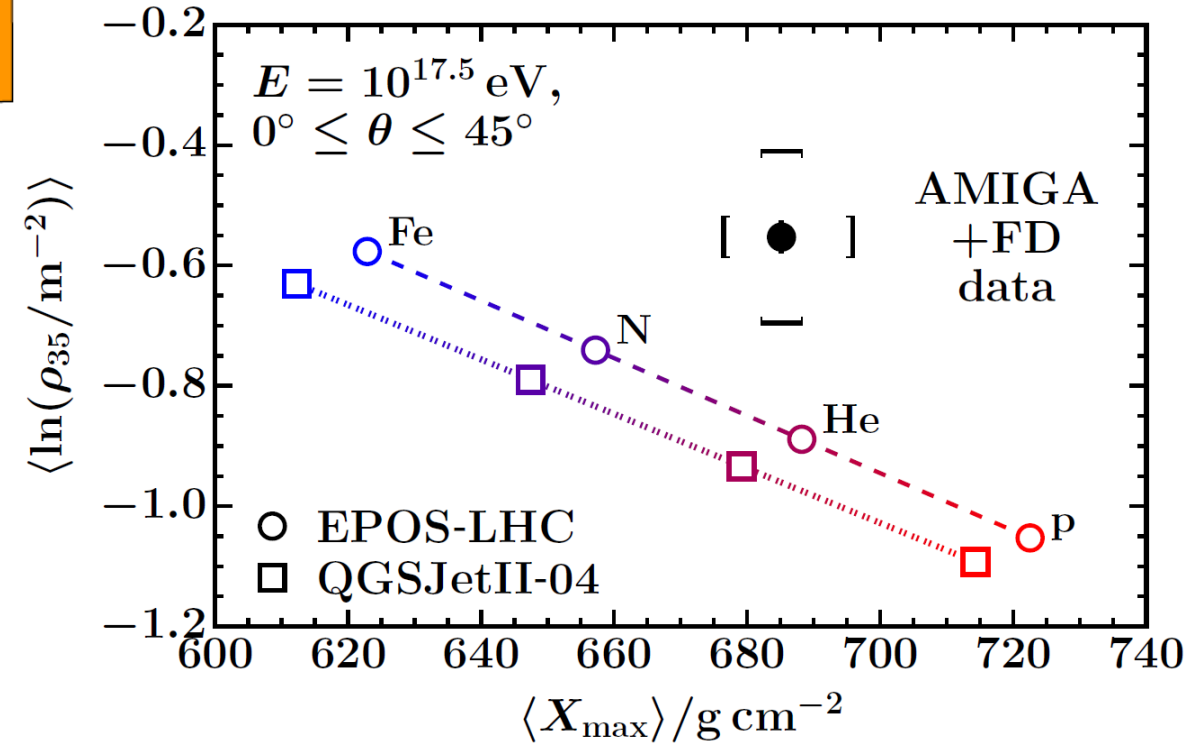 −0.2
−0.4
−0.6
−0.8
−1.0
−1.2
⟨ln(ρ₃₅/m⁻²)⟩
E = 10¹⁷·⁵ eV,
0° ≤ θ ≤ 45°
AMIGA
+FD
data
[ ]
Fe
N
He
p
EPOS-LHC
QGSJetII-04
600 620 640 660 680 700 720 740
⟨Xmax⟩/g cm⁻²